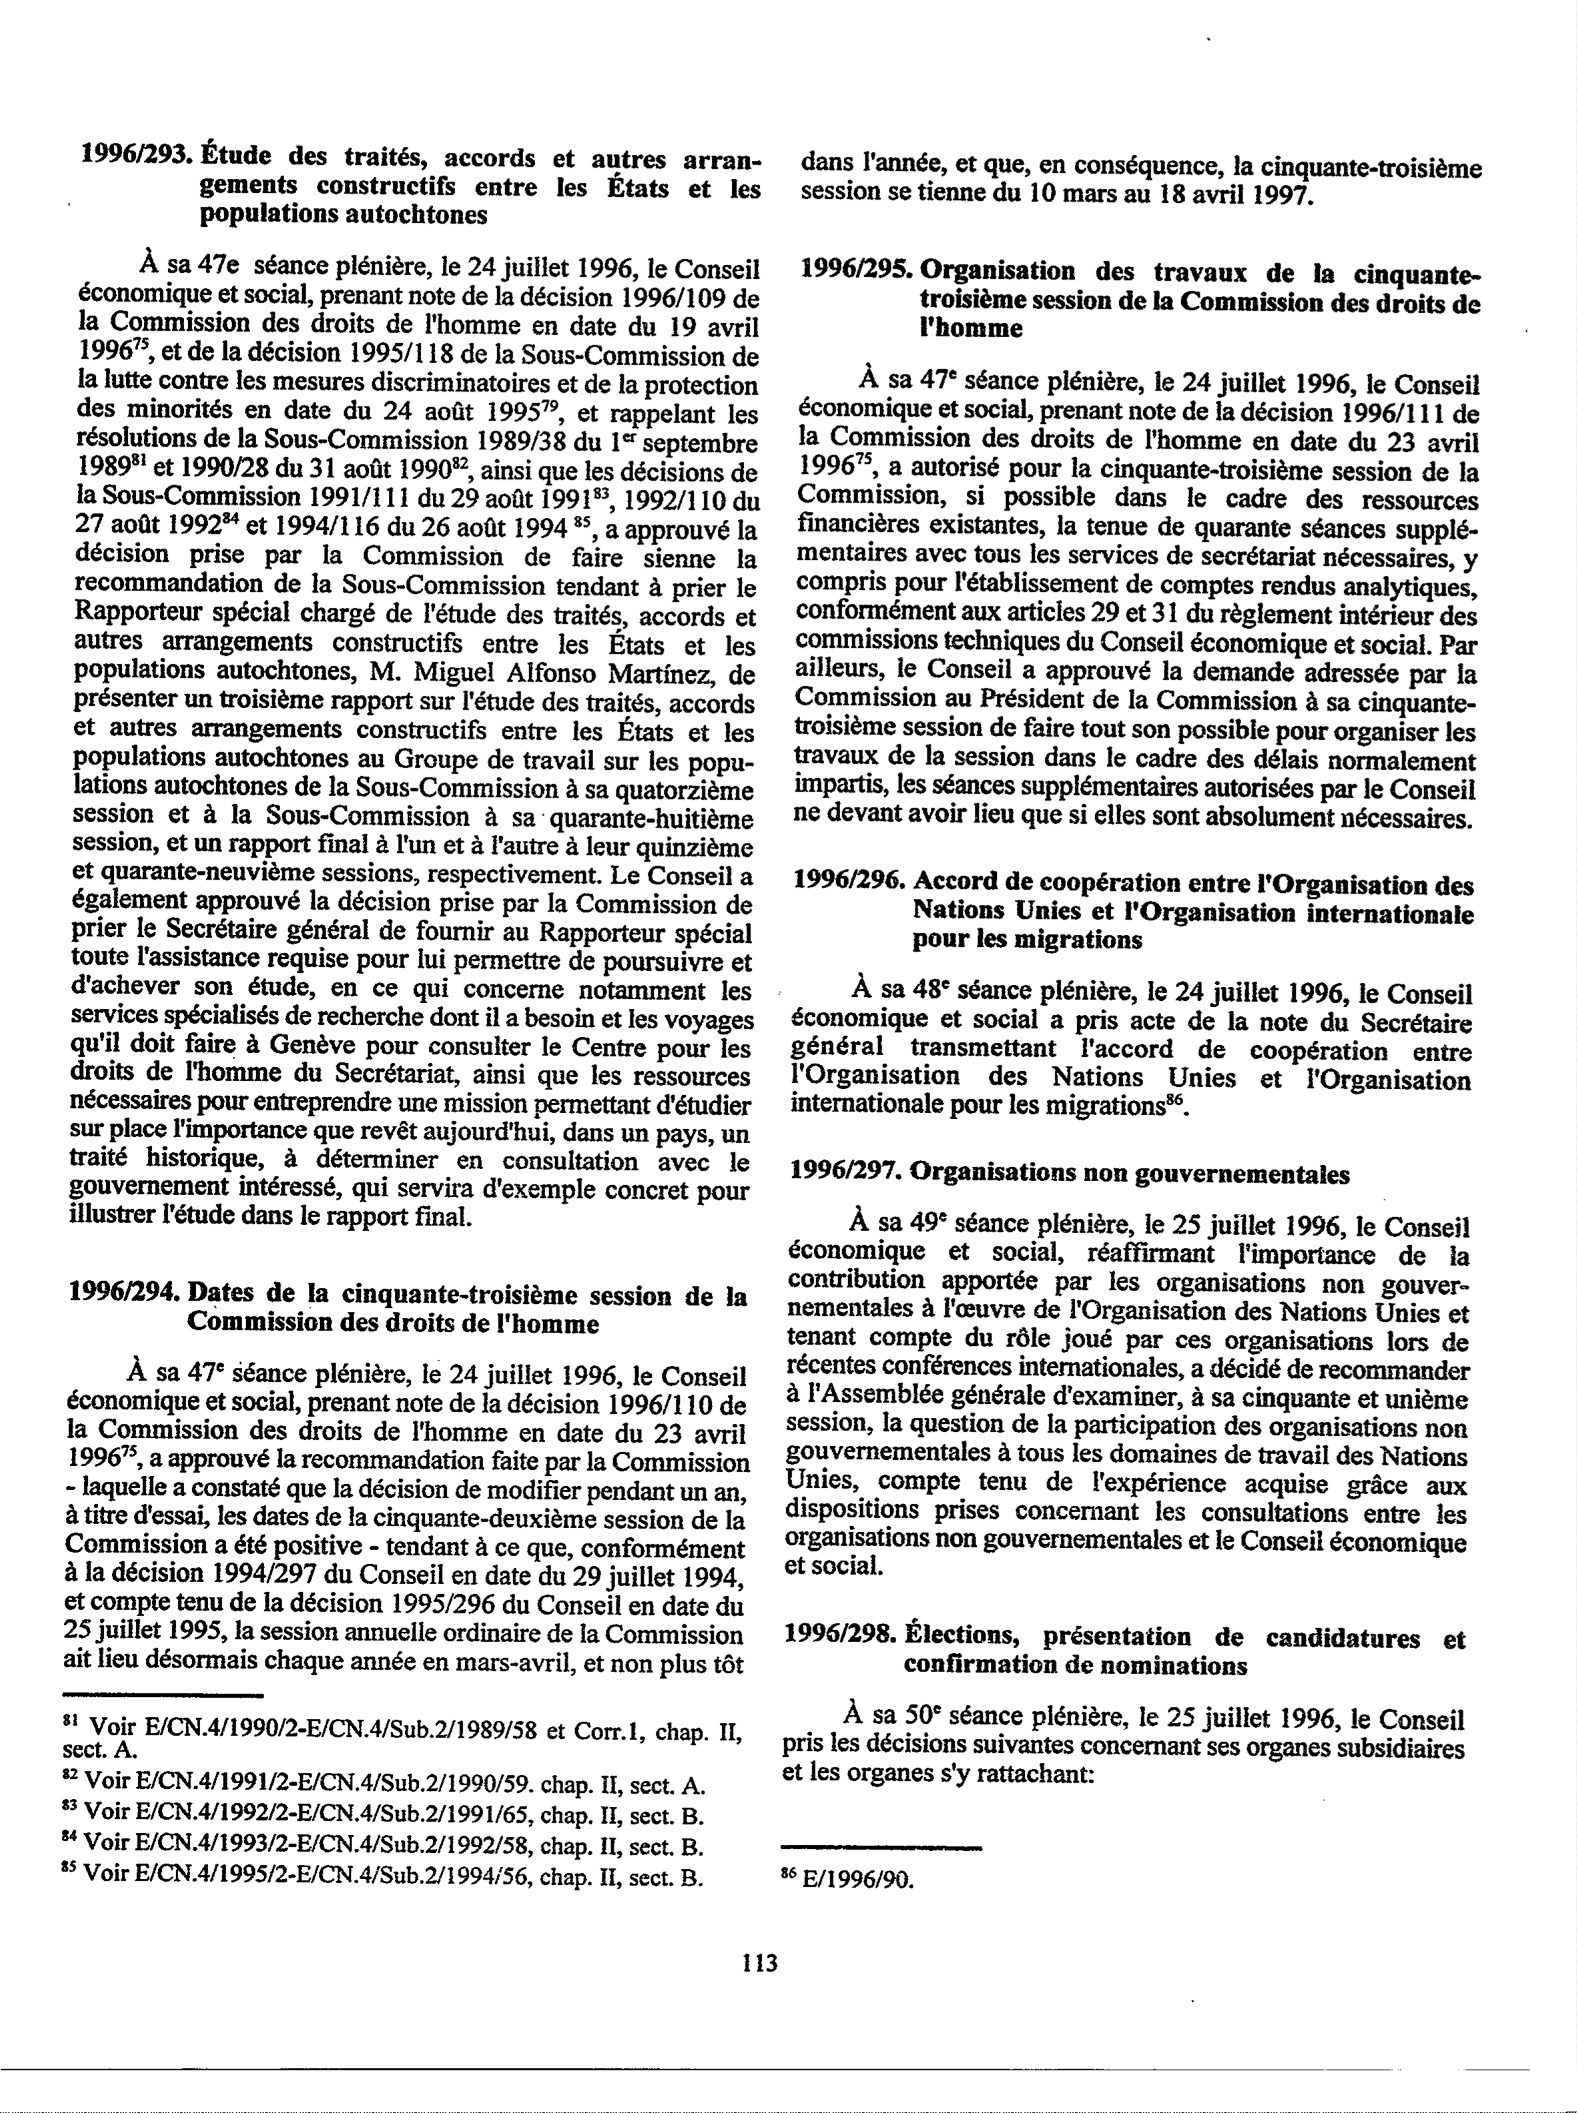 1996/293. Étude des traités, accords et autres arran-
gements constructifs entre les États et les
populations autochtones
À sa 47e séance plénière, le 24 juillet 1996, le Conseil
économique et social, prenant note de la décision 1996/109 de
la Commission des droits de l'homme en date du 19 avril
1996⁷⁵, et de la décision 1995/118 de la Sous-Commission de
la lutte contre les mesures discriminatoires et de la protection
des minorités en date du 24 août 1995⁷⁹, et rappelant les
résolutions de la Sous-Commission 1989/38 du 1er septembre
1989⁸¹ et 1990/28 du 31 août 1990⁸², ainsi que les décisions de
la Sous-Commission 1991/111 du 29 août 1991⁸³, 1992/110 du
27 août 1992⁸⁴ et 1994/116 du 26 août 1994 ⁸⁵, a approuvé la
décision prise par la Commission de faire sienne la
recommandation de la Sous-Commission tendant à prier le
Rapporteur spécial chargé de l'étude des traités, accords et
autres arrangements constructifs entre les États et les
populations autochtones, M. Miguel Alfonso Martínez, de
présenter un troisième rapport sur l'étude des traités, accords
et autres arrangements constructifs entre les États et les
populations autochtones au Groupe de travail sur les popu-
lations autochtones de la Sous-Commission à sa quatorzième
session et à la Sous-Commission à sa quarante-huitième
session, et un rapport final à l'un et à l'autre à leur quinzième
et quarante-neuvième sessions, respectivement. Le Conseil a
également approuvé la décision prise par la Commission de
prier le Secrétaire général de fournir au Rapporteur spécial
toute l'assistance requise pour lui permettre de poursuivre et
d'achever son étude, en ce qui concerne notamment les
services spécialisés de recherche dont il a besoin et les voyages
qu'il doit faire à Genève pour consulter le Centre pour les
droits de l'homme du Secrétariat, ainsi que les ressources
nécessaires pour entreprendre une mission permettant d'étudier
sur place l'importance que revêt aujourd'hui, dans un pays, un
traité historique, à déterminer en consultation avec le
gouvernement intéressé, qui servira d'exemple concret pour
illustrer l'étude dans le rapport final.
1996/294. Dates de la cinquante-troisième session de la
Commission des droits de l'homme
À sa 47e séance plénière, le 24 juillet 1996, le Conseil
économique et social, prenant note de la décision 1996/110 de
la Commission des droits de l'homme en date du 23 avril
1996⁷⁵, a approuvé la recommandation faite par la Commission
- laquelle a constaté que la décision de modifier pendant un an,
à titre d'essai, les dates de la cinquante-deuxième session de la
Commission a été positive - tendant à ce que, conformément
à la décision 1994/297 du Conseil en date du 29 juillet 1994,
et compte tenu de la décision 1995/296 du Conseil en date du
25 juillet 1995, la session annuelle ordinaire de la Commission
ait lieu désormais chaque année en mars-avril, et non plus tôt
⁸¹ Voir E/CN.4/1990/2-E/CN.4/Sub.2/1989/58 et Corr.1, chap. II,
sect. A.
⁸² Voir E/CN.4/1991/2-E/CN.4/Sub.2/1990/59. chap. II, sect. A.
⁸³ Voir E/CN.4/1992/2-E/CN.4/Sub.2/1991/65, chap. II, sect. B.
⁸⁴ Voir E/CN.4/1993/2-E/CN.4/Sub.2/1992/58, chap. II, sect. B.
⁸⁵ Voir E/CN.4/1995/2-E/CN.4/Sub.2/1994/56, chap. II, sect. B.
dans l'année, et que, en conséquence, la cinquante-troisième
session se tienne du 10 mars au 18 avril 1997.
1996/295. Organisation des travaux de la cinquante-
troisième session de la Commission des droits de
l'homme
À sa 47e séance plénière, le 24 juillet 1996, le Conseil
économique et social, prenant note de la décision 1996/111 de
la Commission des droits de l'homme en date du 23 avril
1996⁷⁵, a autorisé pour la cinquante-troisième session de la
Commission, si possible dans le cadre des ressources
financières existantes, la tenue de quarante séances supplé-
mentaires avec tous les services de secrétariat nécessaires, y
compris pour l'établissement de comptes rendus analytiques,
conformément aux articles 29 et 31 du règlement intérieur des
commissions techniques du Conseil économique et social. Par
ailleurs, le Conseil a approuvé la demande adressée par la
Commission au Président de la Commission à sa cinquante-
troisième session de faire tout son possible pour organiser les
travaux de la session dans le cadre des délais normalement
impartis, les séances supplémentaires autorisées par le Conseil
ne devant avoir lieu que si elles sont absolument nécessaires.
1996/296. Accord de coopération entre l'Organisation des
Nations Unies et l'Organisation internationale
pour les migrations
À sa 48e séance plénière, le 24 juillet 1996, le Conseil
économique et social a pris acte de la note du Secrétaire
général transmettant l'accord de coopération entre
l'Organisation des Nations Unies et l'Organisation
internationale pour les migrations⁸⁶.
1996/297. Organisations non gouvernementales
À sa 49e séance plénière, le 25 juillet 1996, le Conseil
économique et social, réaffirmant l'importance de la
contribution apportée par les organisations non gouver-
nementales à l'œuvre de l'Organisation des Nations Unies et
tenant compte du rôle joué par ces organisations lors de
récentes conférences internationales, a décidé de recommander
à l'Assemblée générale d'examiner, à sa cinquante et unième
session, la question de la participation des organisations non
gouvernementales à tous les domaines de travail des Nations
Unies, compte tenu de l'expérience acquise grâce aux
dispositions prises concernant les consultations entre les
organisations non gouvernementales et le Conseil économique
et social.
1996/298. Élections, présentation de candidatures et
confirmation de nominations
À sa 50e séance plénière, le 25 juillet 1996, le Conseil
pris les décisions suivantes concernant ses organes subsidiaires
et les organes s'y rattachant:
⁸⁶ E/1996/90.
113